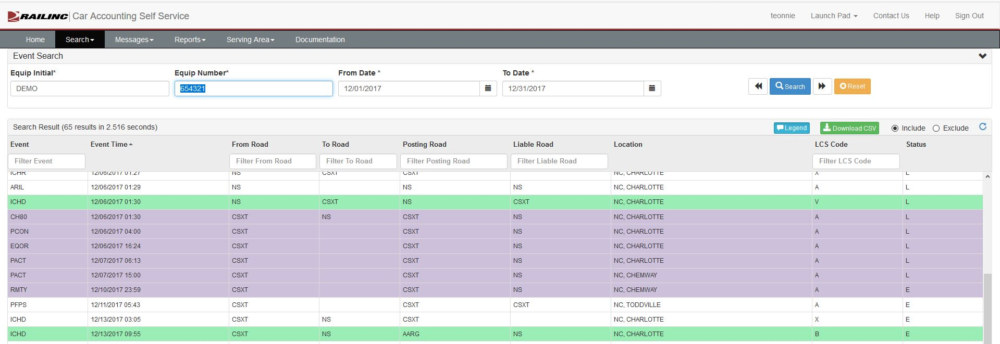 RAILINC Car Accounting Self Service teonnie Launch Pad Contact Us Help Sign Out
Home Search Messages Reports Serving Area Documentation
Event Search
Equip Initial* Equip Number* From Date * To Date *
DEMO 654321 12/01/2017 12/31/2017 Search Reset
Search Result (65 results in 2.516 seconds) Legend Download CSV Include Exclude
Event Event Time From Road To Road Posting Road Liable Road Location LCS Code Status
Filter Event Filter From Road Filter To Road Filter Posting Road Filter Liable Road Filter LCS Code
ICHR 12/06/2017 01:27 NS CSXT CSXT NC, CHARLOTTE X L
ARIL 12/06/2017 01:29 NS NS NS NC, CHARLOTTE A L
ICHD 12/06/2017 01:30 NS CSXT NS CSXT NC, CHARLOTTE V L
CH80 12/06/2017 01:30 CSXT NS CSXT NS NC, CHARLOTTE A L
PCON 12/06/2017 04:00 CSXT CSXT NS NC, CHARLOTTE A L
EQOR 12/06/2017 16:24 CSXT CSXT NS NC, CHARLOTTE A L
PACT 12/07/2017 06:13 CSXT CSXT NS NC, CHARLOTTE A L
PACT 12/07/2017 15:00 CSXT CSXT NS NC, CHEMWAY A L
RMTY 12/10/2017 23:59 CSXT CSXT NS NC, CHEMWAY A E
PFPS 12/11/2017 05:43 CSXT CSXT CSXT NC, TODDVILLE A E
ICHD 12/13/2017 03:05 CSXT NS CSXT NC, CHARLOTTE X E
ICHD 12/13/2017 09:55 CSXT NS AARG NS NC, CHARLOTTE B E